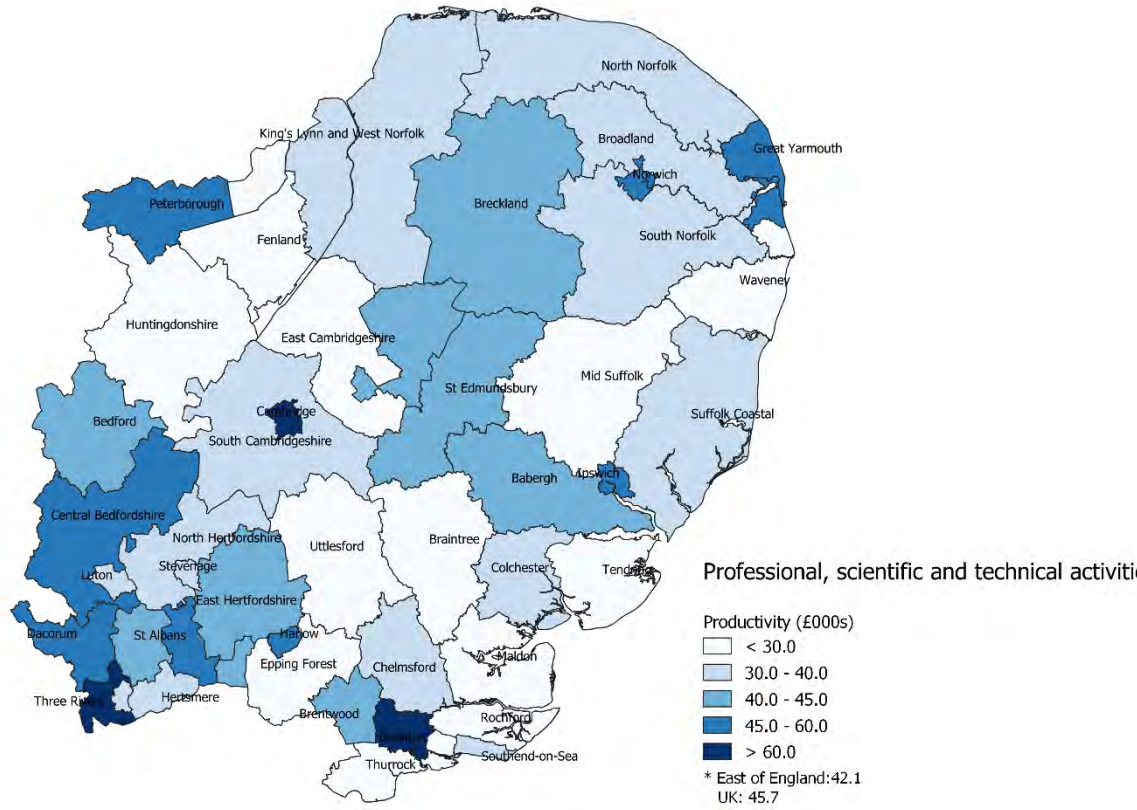 North Norfolk
King's Lynn and West Norfolk
Broadland
Great Yarmouth
Norwich
Peterborough
Breckland
South Norfolk
Fenland
Waveney
Huntingdonshire
East Cambridgeshire
Mid Suffolk
St Edmundsbury
Suffolk Coastal
Cambridge
Bedford
South Cambridgeshire
Ipswich
Babergh
Central Bedfordshire
North Hertfordshire
Uttlesford
Braintree
Stevenage
Colchester
Tendring
Luton
East Hertfordshire
Dacorum
St Albans
Harlow
Epping Forest
Maldon
Chelmsford
Three Rivers
Hertsmere
Brentwood
Rochford
Southend-on-Sea
Thurrock
Professional, scientific and technical activiti
Productivity (£000s)
< 30.0
30.0 - 40.0
40.0 - 45.0
45.0 - 60.0
> 60.0
* East of England:42.1
UK: 45.7